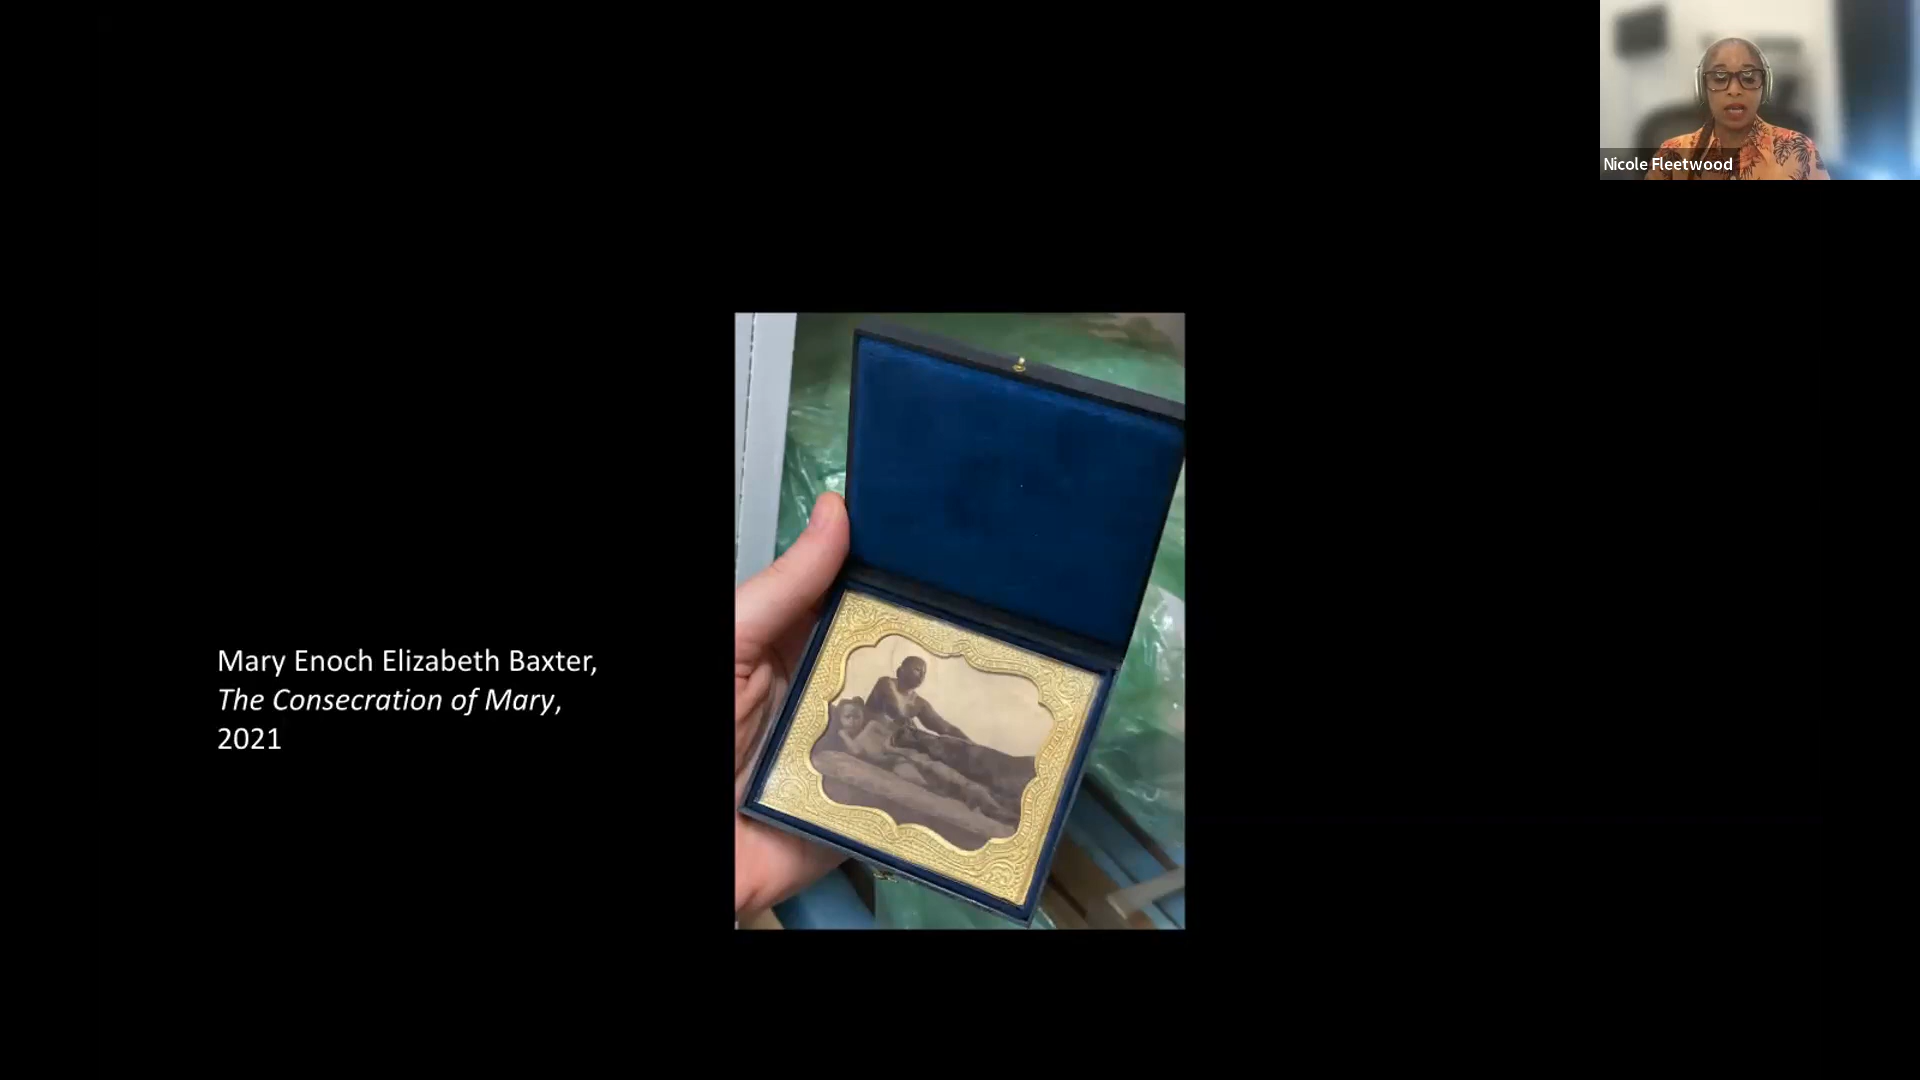 Nicole Fleetwood
Mary Enoch Elizabeth Baxter,
The Consecration of Mary,
2021